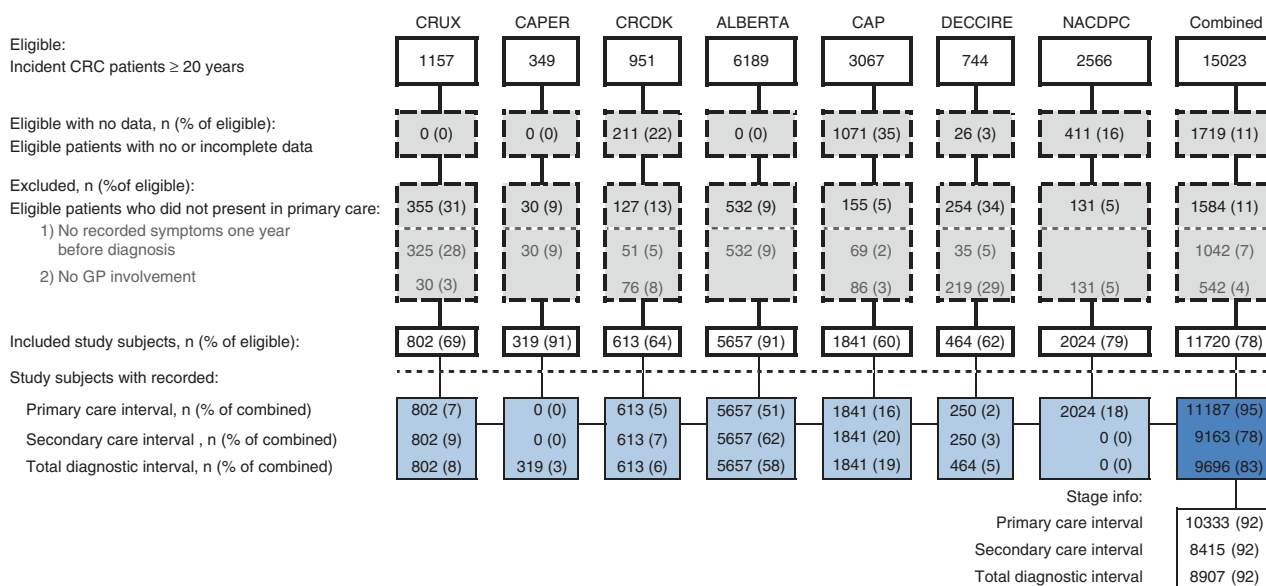 CRUX CAPER CRCDK ALBERTA CAP DECCIRE NACDPC Combined
Eligible:
Incident CRC patients ≥ 20 years 1157 349 951 6189 3067 744 2566 15023
Eligible with no data, n (% of eligible):
Eligible patients with no or incomplete data 0 (0) 0 (0) 211 (22) 0 (0) 1071 (35) 26 (3) 411 (16) 1719 (11)
Excluded, n (%of eligible):
Eligible patients who did not present in primary care: 355 (31) 30 (9) 127 (13) 532 (9) 155 (5) 254 (34) 131 (5) 1584 (11)
1) No recorded symptoms one year
before diagnosis 325 (28) 30 (9) 51 (5) 532 (9) 69 (2) 35 (5) 1042 (7)
2) No GP involvement 30 (3) 76 (8) 86 (3) 219 (29) 131 (5) 542 (4)
Included study subjects, n (% of eligible): 802 (69) 319 (91) 613 (64) 5657 (91) 1841 (60) 464 (62) 2024 (79) 11720 (78)
Study subjects with recorded:
Primary care interval, n (% of combined) 802 (7) 0 (0) 613 (5) 5657 (51) 1841 (16) 250 (2) 2024 (18) 11187 (95)
Secondary care interval , n (% of combined) 802 (9) 0 (0) 613 (7) 5657 (62) 1841 (20) 250 (3) 0 (0) 9163 (78)
Total diagnostic interval, n (% of combined) 802 (8) 319 (3) 613 (6) 5657 (58) 1841 (19) 464 (5) 0 (0) 9696 (83)
Stage info:
Primary care interval 10333 (92)
Secondary care interval 8415 (92)
Total diagnostic interval 8907 (92)